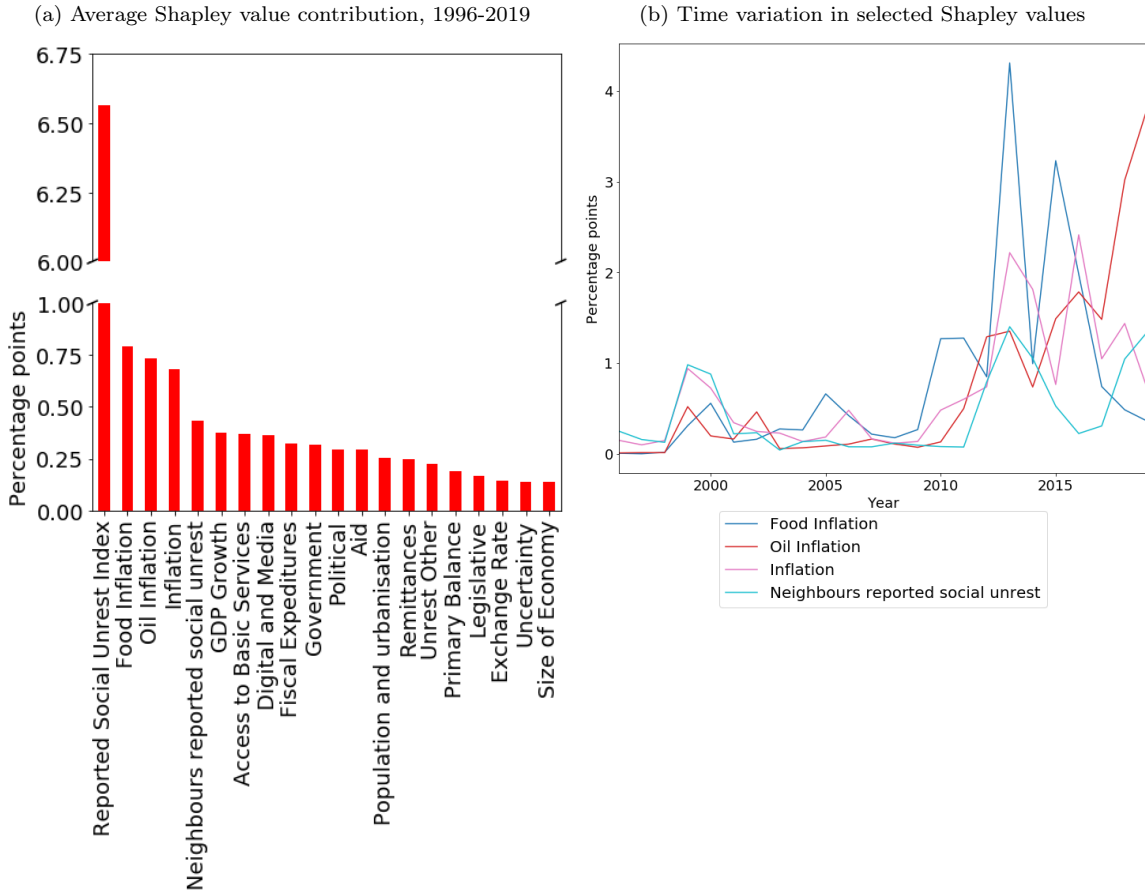 (a) Average Shapley value contribution, 1996-2019
6.75
6.50
6.25
6.00
1.00
0.75
0.50
0.25
0.00
Percentage points
Reported Social Unrest Index
Food Inflation
Oil Inflation
Inflation
Neighbours reported social unrest
GDP Growth
Access to Basic Services
Digital and Media
Fiscal Expeditures
Government
Political
Aid
Population and urbanisation
Remittances
Unrest Other
Primary Balance
Legislative
Exchange Rate
Uncertainty
Size of Economy
(b) Time variation in selected Shapley values
4
3
2
1
0
Percentage points
2000
2005
2010
2015
Year
Food Inflation
Oil Inflation
Inflation
Neighbours reported social unrest